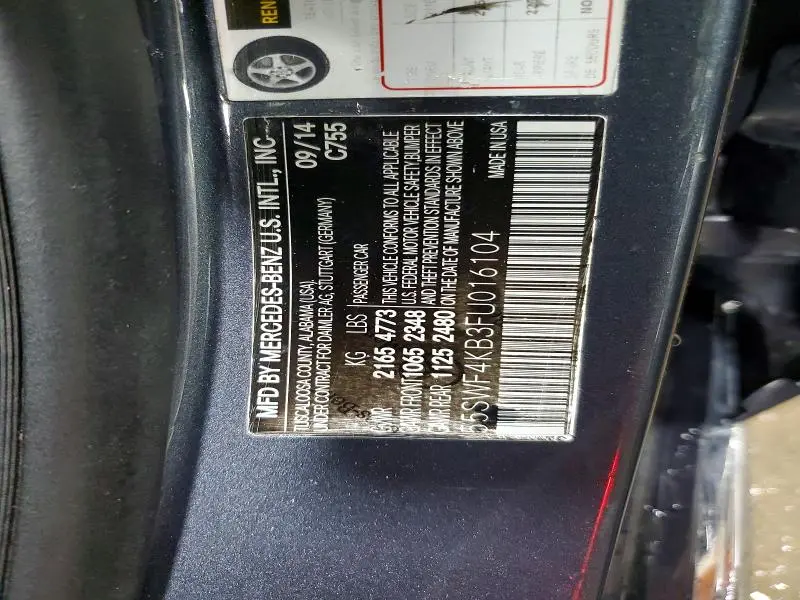 MFD BY MERCEDES-BENZ U.S. INTL., INC
TUSCALOOSA COUNTY, ALABAMA (USA)
UNDER CONTRACT FOR DAIMLER AG, STUTTGART (GERMANY)
09/14
C755
KG LBS PASSENGER CAR
2165 4773 THIS VEHICLE CONFORMS TO ALL APPLICABLE
FRONT 1065 2348 U.S. FEDERAL MOTOR VEHICLE SAFETY, BUMPER
REAR 1125 2480 AND THEFT PREVENTION STANDARDS IN EFFECT
ON THE DATE OF MANUFACTURE SHOWN ABOVE
55SWF4KB3FU016104
MADE IN USA
REN
NO
DE SECOURS